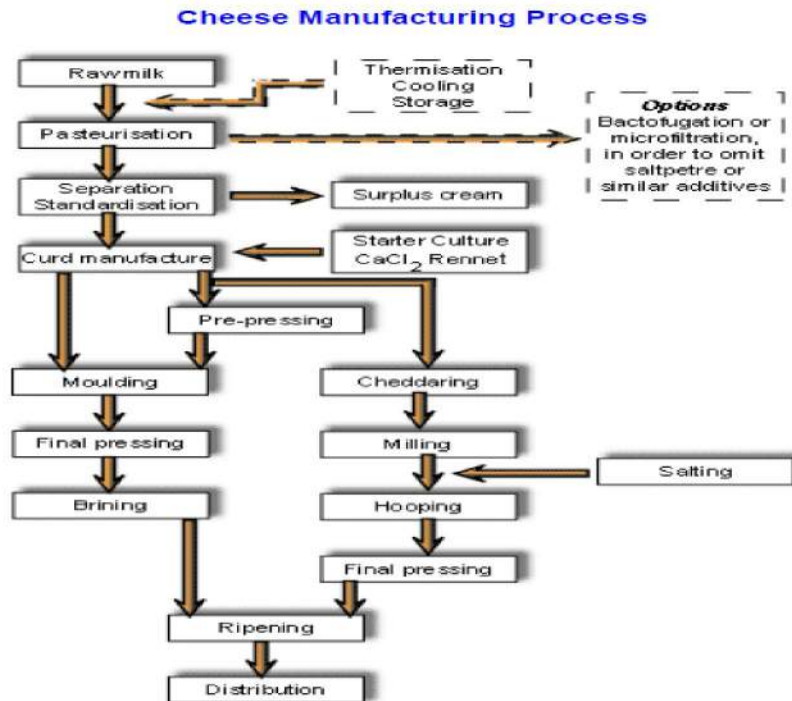 Cheese Manufacturing Process
Rawmilk
Thermisation
Cooling
Storage
Pasteurisation
Options
Bactofugation or
microfiltration,
in order to omit
saltpetre or
similar additives
Separation
Standardisation
Surplus cream
Curd manufacture
Starter Culture
CaCl2 Rennet
Pre-pressing
Moulding
Cheddaring
Final pressing
Milling
Salting
Brining
Hooping
Final pressing
Ripening
Distribution